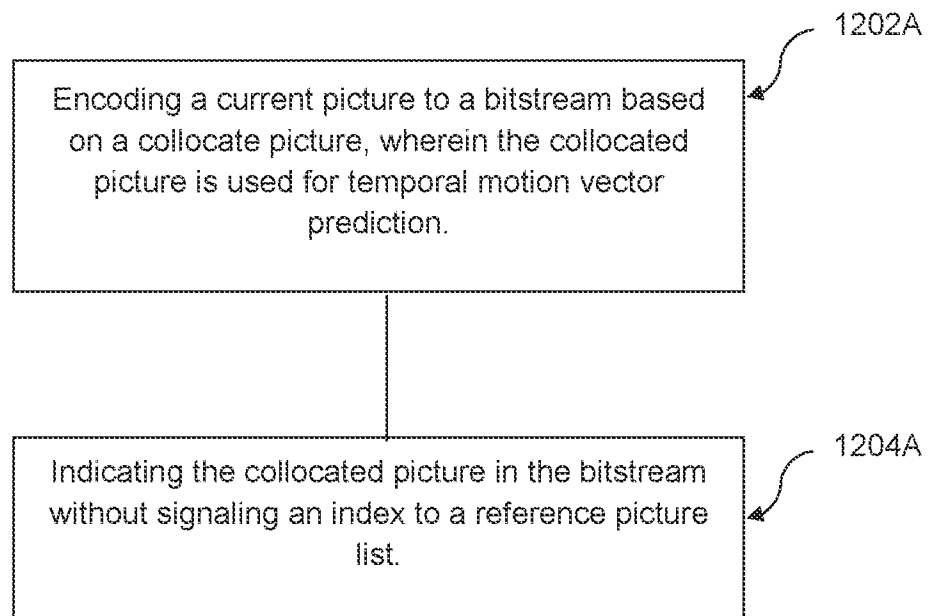 1202A
Encoding a current picture to a bitstream based
on a collocate picture, wherein the collocated
picture is used for temporal motion vector
prediction.
1204A
Indicating the collocated picture in the bitstream
without signaling an index to a reference picture
list.